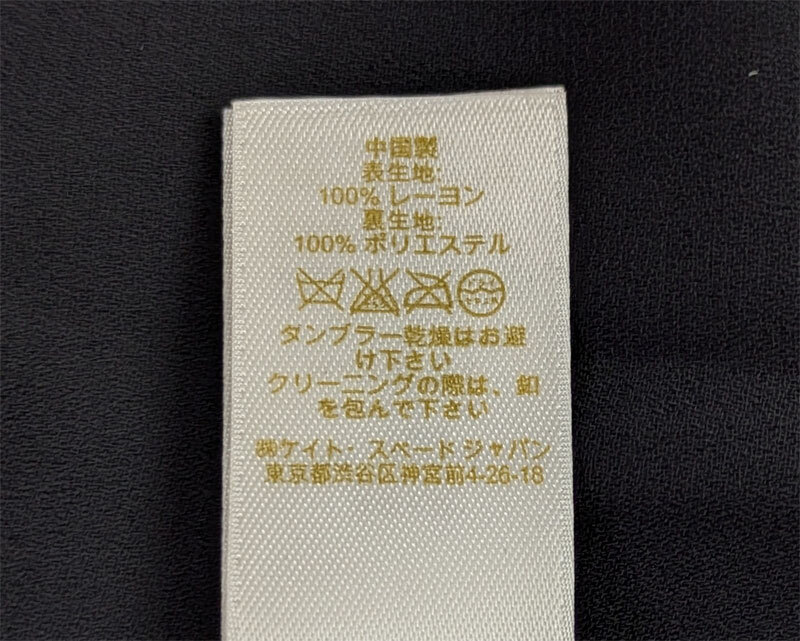 中国製
表生地:
100% レーヨン
裏生地:
100% ポリエステル
タンブラー乾燥はお避
け下さい
クリーニングの際は、釦
を包んで下さい
㈱ケイト・スペード ジャパン
東京都渋谷区神宮前4-26-18